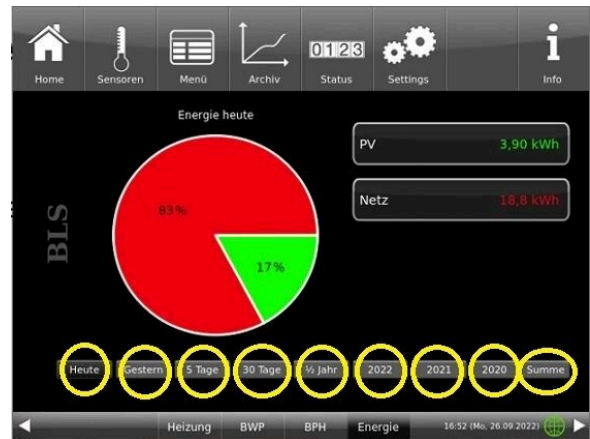 Home Sensoren Menü Archiv 0123 Status Settings i Info
Energie heute
PV 3,90 kWh
Netz 18,8 kWh
83%
17%
BLS
Heute Gestern 5 Tage 30 Tage ½ Jahr 2022 2021 2020 Summe
Heizung BWP BPH Energie 16:52 (Mo, 26.09.2022)